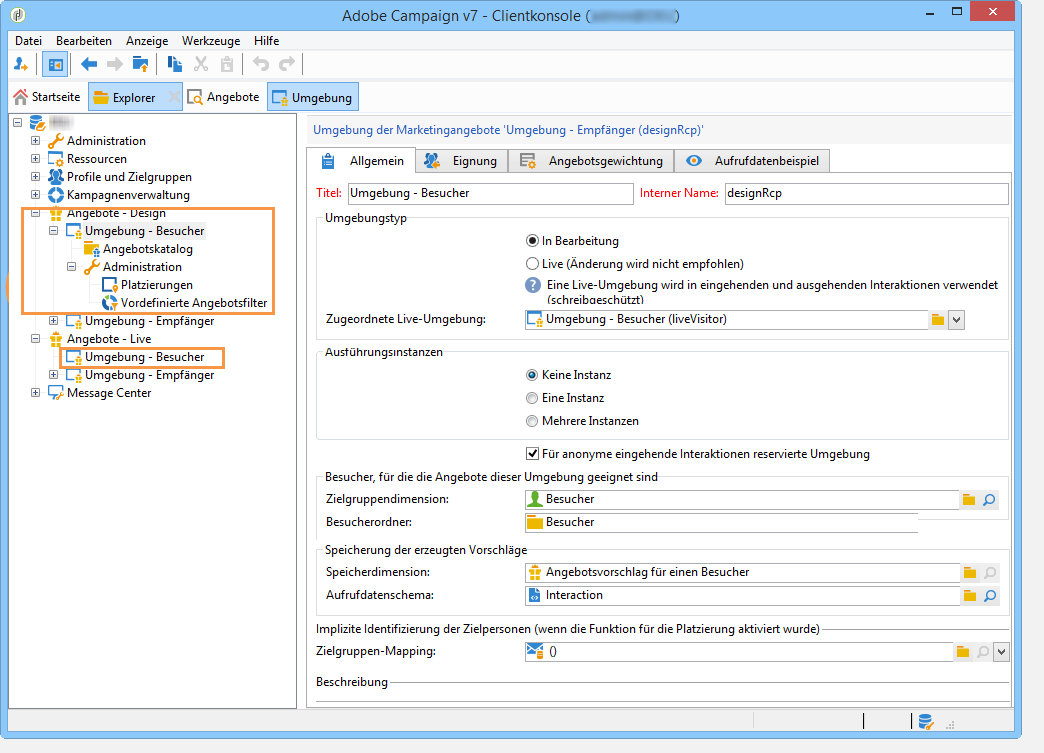 Adobe Campaign v7 - Clientkonsole ( )
Datei Bearbeiten Anzeige Werkzeuge Hilfe
Startseite Explorer Angebote Umgebung
Administration
Ressourcen
Profile und Zielgruppen
Kampagnenverwaltung
Angebote - Design
Umgebung - Besucher
Angebotskatalog
Administration
Platzierungen
Vordefinierte Angebotsfilter
Umgebung - Empfänger
Angebote - Live
Umgebung - Besucher
Umgebung - Empfänger
Message Center
Umgebung der Marketingangebote 'Umgebung - Empfänger (designRcp)'
Allgemein Eignung Angebotsgewichtung Aufrufdatenbeispiel
Titel: Umgebung - Besucher Interner Name: designRcp
Umgebungstyp
In Bearbeitung
Live (Änderung wird nicht empfohlen)
Eine Live-Umgebung wird in eingehenden und ausgehenden Interaktionen verwendet
(schreibgeschützt)
Zugeordnete Live-Umgebung: Umgebung - Besucher (liveVisitor)
Ausführungsinstanzen
Keine Instanz
Eine Instanz
Mehrere Instanzen
Für anonyme eingehende Interaktionen reservierte Umgebung
Besucher, für die die Angebote dieser Umgebung geeignet sind
Zielgruppendimension: Besucher
Besucherordner: Besucher
Speicherung der erzeugten Vorschläge
Speicherdimension: Angebotsvorschlag für einen Besucher
Aufrufdatenschema: Interaction
Implizite Identifizierung der Zielpersonen (wenn die Funktion für die Platzierung aktiviert wurde)
Zielgruppen-Mapping: ()
Beschreibung